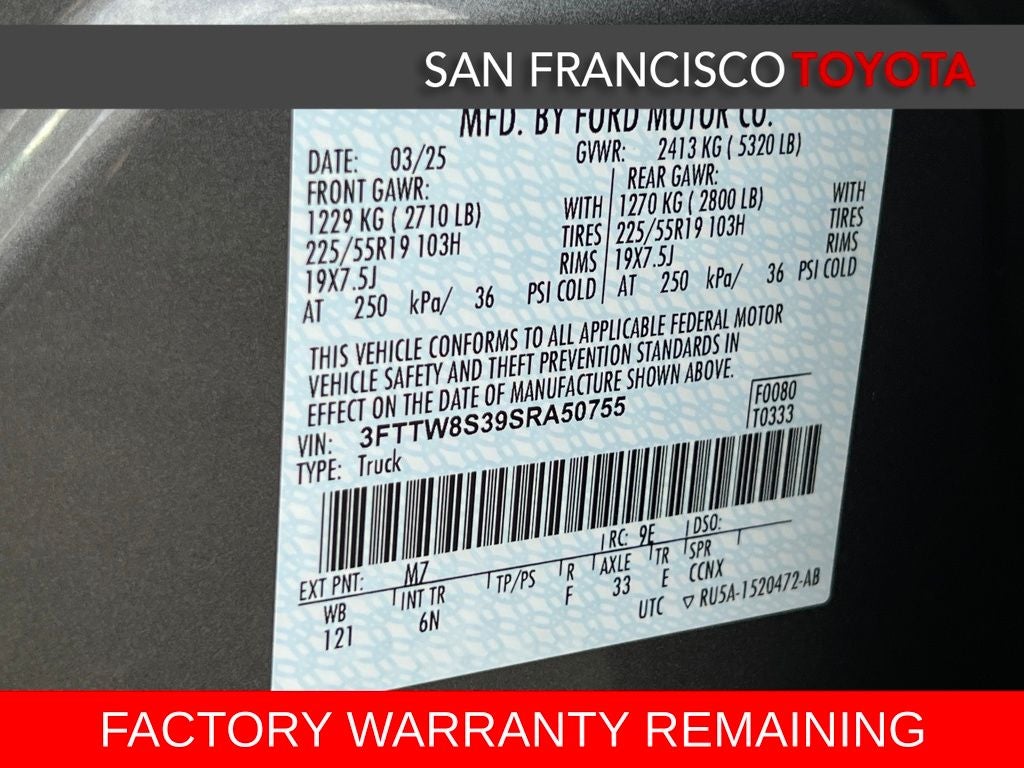 SAN FRANCISCO TOYOTA
MFD. BY FORD MOTOR CO.
DATE: 03/25 GVWR: 2413 KG ( 5320 LB)
FRONT GAWR: REAR GAWR:
1229 KG ( 2710 LB) WITH 1270 KG ( 2800 LB) WITH
225/55R19 103H TIRES 225/55R19 103H TIRES
19X7.5J RIMS 19X7.5J RIMS
AT 250 kPa/ 36 PSI COLD AT 250 kPa/ 36 PSI COLD
THIS VEHICLE CONFORMS TO ALL APPLICABLE FEDERAL MOTOR
VEHICLE SAFETY AND THEFT PREVENTION STANDARDS IN
EFFECT ON THE DATE OF MANUFACTURE SHOWN ABOVE.
VIN: 3FTTW8S39SRA50755 F0080
TYPE: Truck T0333
EXT PNT: M7 RC: 9E DSO:
WB INT TR TP/PS R AXLE TR SPR
121 6N F 33 E CCNX
UTC ▽ RU5A-1520472-AB
FACTORY WARRANTY REMAINING